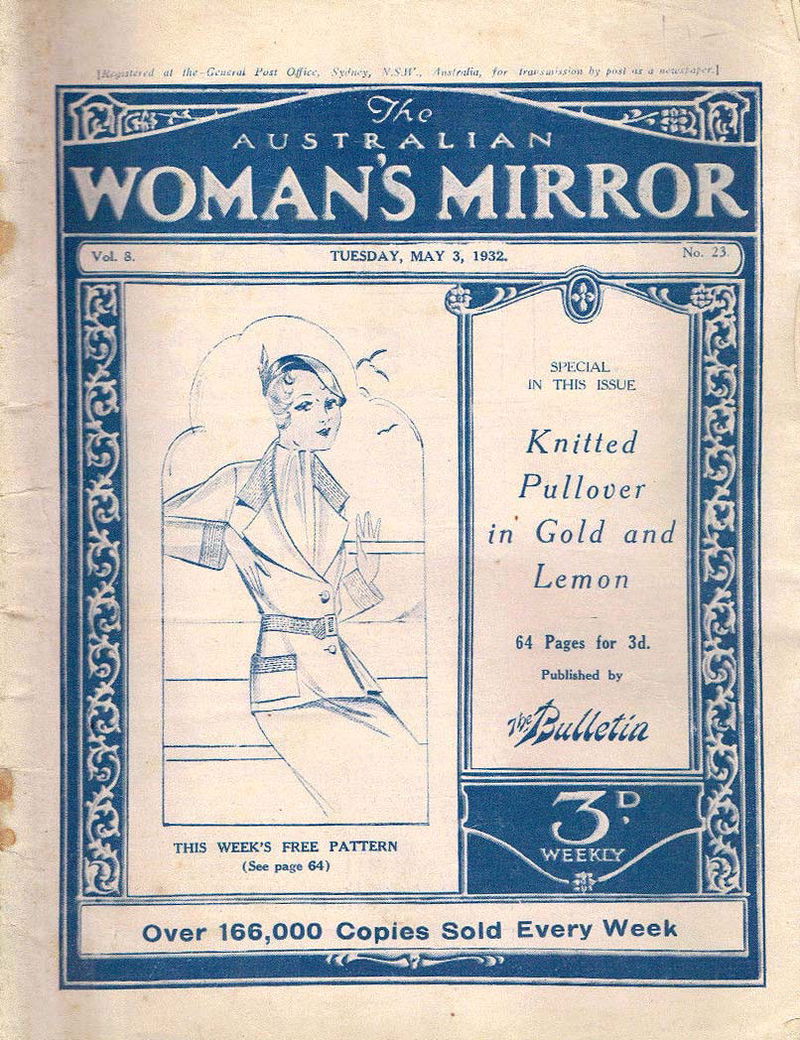 [Registered at the General Post Office, Sydney, N.S.W., Australia, for transmission by post as a newspaper.]
The
AUSTRALIAN
WOMAN'S MIRROR
Vol. 8.
TUESDAY, MAY 3, 1932.
No. 23.
SPECIAL
IN THIS ISSUE
Knitted
Pullover
in Gold and
Lemon
64 Pages for 3d.
Published by
The Bulletin
3D.
WEEKLY
THIS WEEK'S FREE PATTERN
(See page 64)
Over 166,000 Copies Sold Every Week